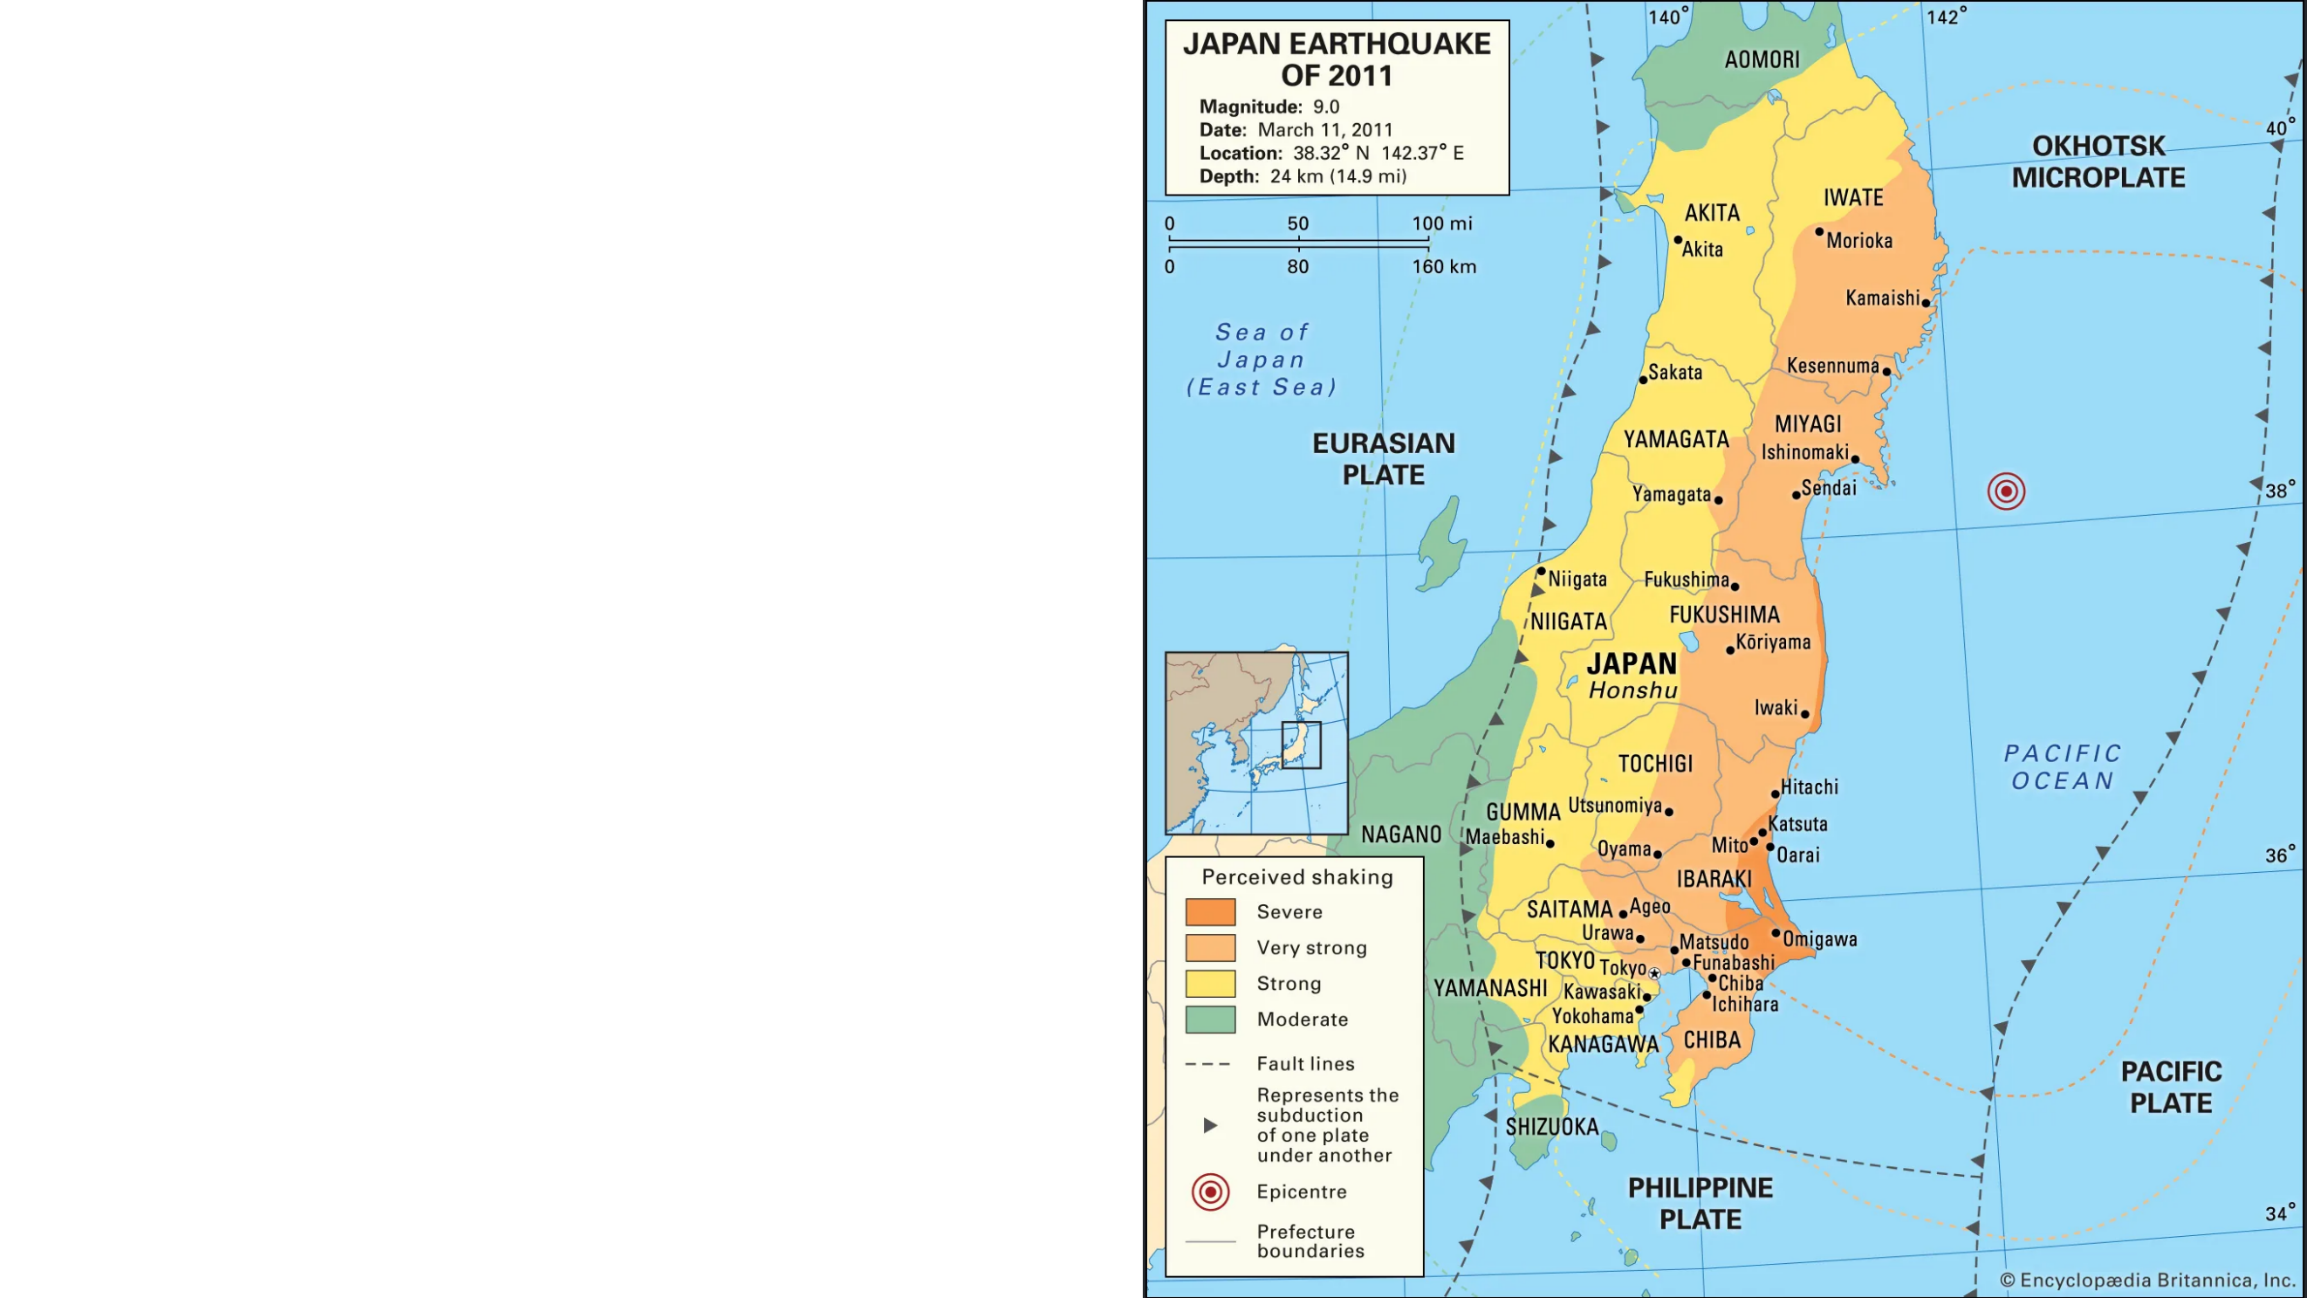 JAPAN EARTHQUAKE
OF 2011
Magnitude: 9.0
Date: March 11, 2011
Location: 38.32° N 142.37° E
Depth: 24 km (14.9 mi)
140°
142°
AOMORI
40°
OKHOTSK
MICROPLATE
0 50 100 mi
0 80 160 km
AKITA
Akita
IWATE
Morioka
Kamaishi
Sea of
Japan
(East Sea)
Sakata
Kesennuma
EURASIAN
PLATE
YAMAGATA
MIYAGI
Ishinomaki
Yamagata
Sendai
38°
Niigata
Fukushima
NIIGATA
FUKUSHIMA
Kōriyama
JAPAN
Honshu
Iwaki
PACIFIC
OCEAN
TOCHIGI
Hitachi
GUMMA
Utsunomiya
Katsuta
NAGANO
Maebashi
Oyama
Mito
Oarai
36°
IBARAKI
SAITAMA
Ageo
Urawa
Matsudo
Omigawa
TOKYO
Tokyo
Funabashi
YAMANASHI
Kawasaki
Chiba
Ichihara
Yokohama
KANAGAWA
CHIBA
PACIFIC
PLATE
SHIZUOKA
PHILIPPINE
PLATE
34°
Perceived shaking
Severe
Very strong
Strong
Moderate
Fault lines
Represents the
subduction
of one plate
under another
Epicentre
Prefecture
boundaries
© Encyclopædia Britannica, Inc.